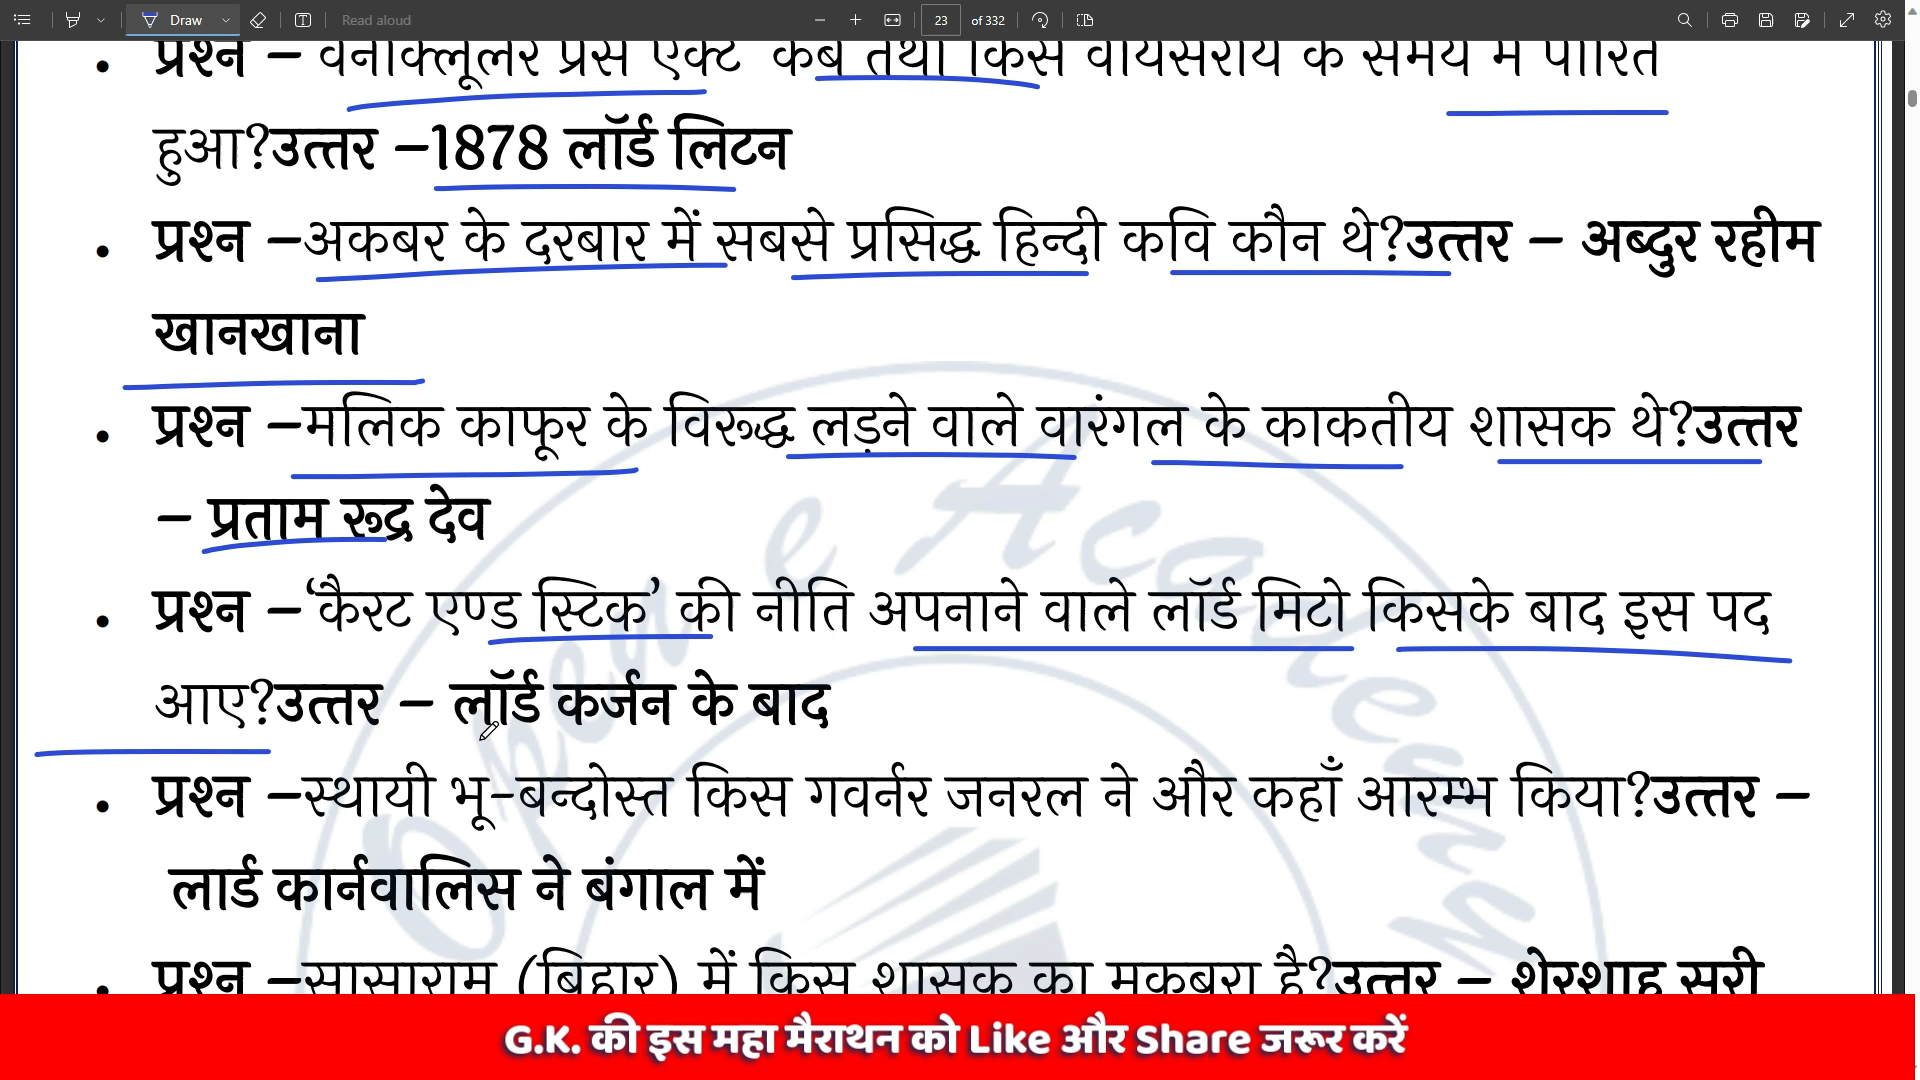 Draw
Read aloud
23 of 332
प्रश्न – वर्नाक्लूलर प्रेस एक्ट कब तथा किस वायसराय के समय में पारित
हुआ?उत्तर –1878 लॉर्ड लिटन
प्रश्न –अकबर के दरबार में सबसे प्रसिद्ध हिन्दी कवि कौन थे?उत्तर – अब्दुर रहीम
खानखाना
प्रश्न –मलिक काफूर के विरूद्ध लड़ने वाले वारंगल के काकतीय शासक थे?उत्तर
– प्रताम रूद्र देव
प्रश्न –‘कैरट एण्ड स्टिक’ की नीति अपनाने वाले लॉर्ड मिटो किसके बाद इस पद
आए?उत्तर – लॉर्ड कर्जन के बाद
प्रश्न –स्थायी भू-बन्दोस्त किस गवर्नर जनरल ने और कहाँ आरम्भ किया?उत्तर –
लार्ड कार्नवालिस ने बंगाल में
प्रश्न –सासाराम (बिहार) में किस शासक का मकबरा है?उत्तर – शेरशाह सूरी
Open e Academy
G.K. की इस महा मैराथन को Like और Share जरूर करें